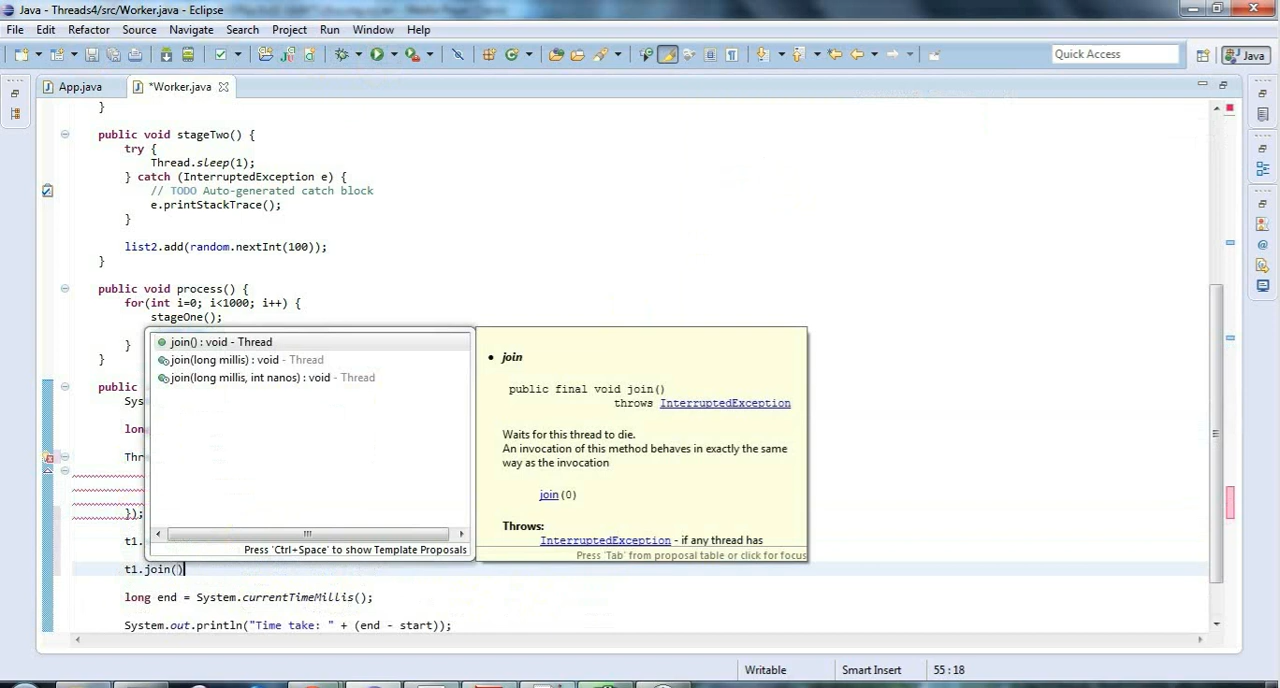 Java - Threads4/src/Worker.java - Eclipse
File Edit Refactor Source Navigate Search Project Run Window Help
Quick Access
Java
App.java
*Worker.java
}
public void stageTwo() {
try {
Thread.sleep(1);
} catch (InterruptedException e) {
// TODO Auto-generated catch block
e.printStackTrace();
}
list2.add(random.nextInt(100));
}
public void process() {
for(int i=0; i<1000; i++) {
stageOne();
}
}
public
Sys
long
Thr
});
t1.
t1.join()
long end = System.currentTimeMillis();
System.out.println("Time take: " + (end - start));
join() : void - Thread
join(long millis) : void - Thread
join(long millis, int nanos) : void - Thread
Press 'Ctrl+Space' to show Template Proposals
• join
public final void join()
throws InterruptedException
Waits for this thread to die.
An invocation of this method behaves in exactly the same
way as the invocation
join(0)
Throws:
InterruptedException - if any thread has
Press 'Tab' from proposal table or click for focus
Writable
Smart Insert
55 : 18